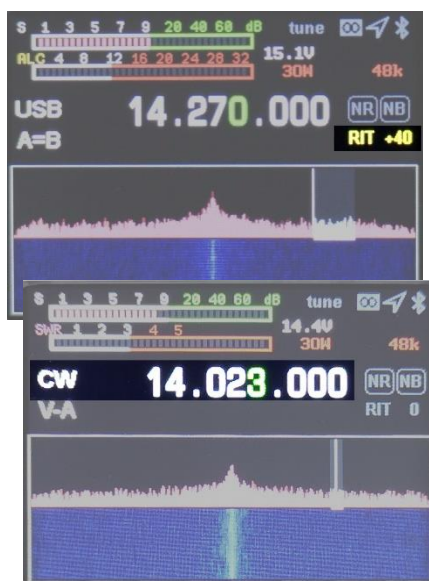 S 1 3 5 7 9 20 40 60 dB tune
ALC 4 8 12 16 20 24 28 32 15.1V
30W 48k
USB 14.270.000 NR NB
A=B RIT +40
S 1 3 5 7 9 20 40 60 dB tune
SWR 1 2 3 4 5 14.4V
30W 48k
CW 14.023.000 NR NB
V-A RIT 0